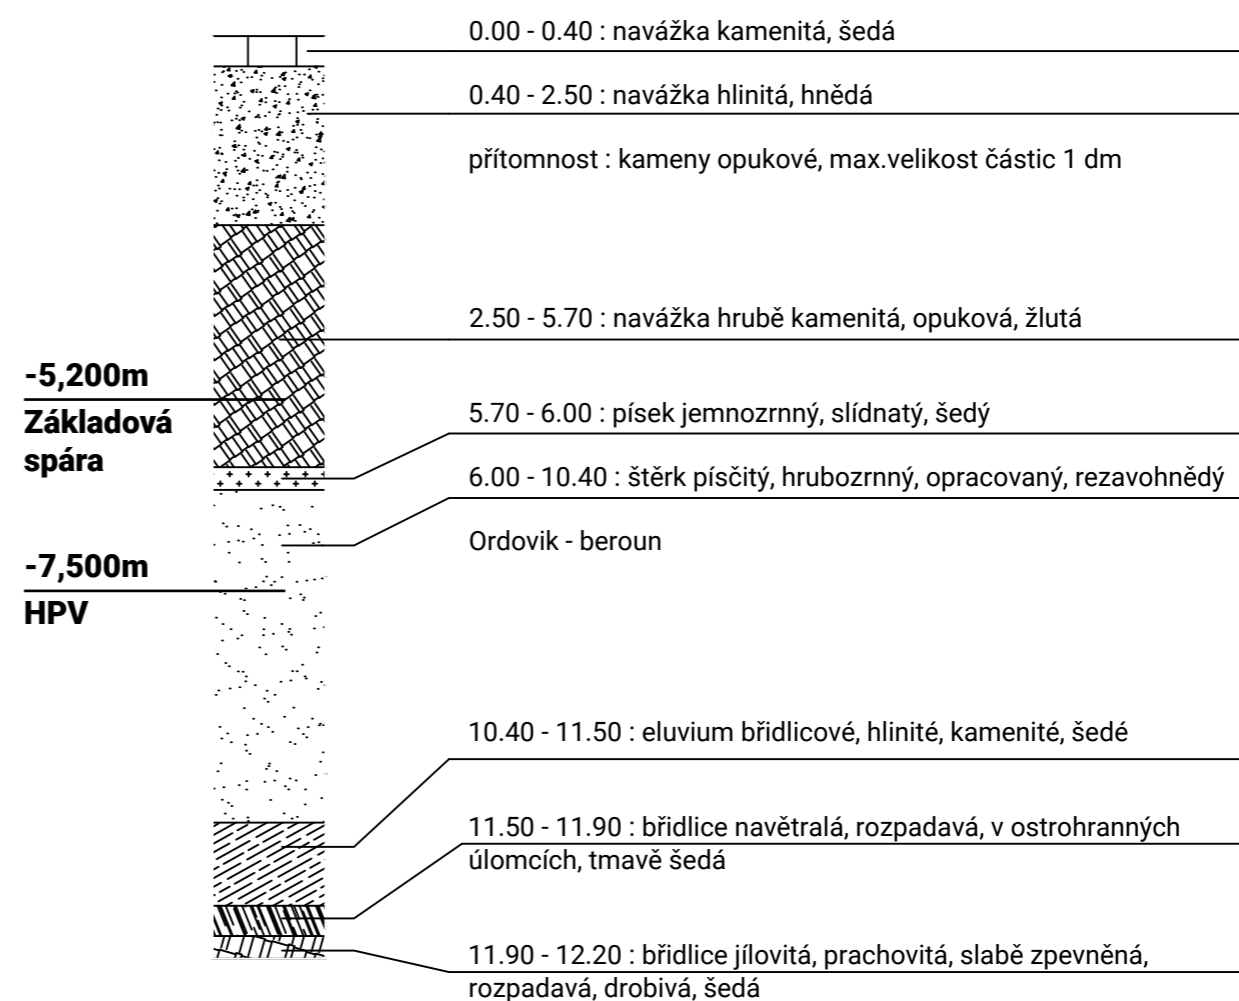 0.00 - 0.40 : navážka kamenitá, šedá
0.40 - 2.50 : navážka hlinitá, hnědá
přítomnost : kameny opukové, max.velikost částic 1 dm
2.50 - 5.70 : navážka hrubě kamenitá, opuková, žlutá
-5,200m
Základová
spára
5.70 - 6.00 : písek jemnozrnný, slídnatý, šedý
6.00 - 10.40 : štěrk písčitý, hrubozrnný, opracovaný, rezavohnědý
Ordovik - beroun
-7,500m
HPV
10.40 - 11.50 : eluvium břidlicové, hlinité, kamenité, šedé
11.50 - 11.90 : břidlice navětralá, rozpadavá, v ostrohranných
úlomcích, tmavě šedá
11.90 - 12.20 : břidlice jílovitá, prachovitá, slabě zpevněná,
rozpadavá, drobivá, šedá